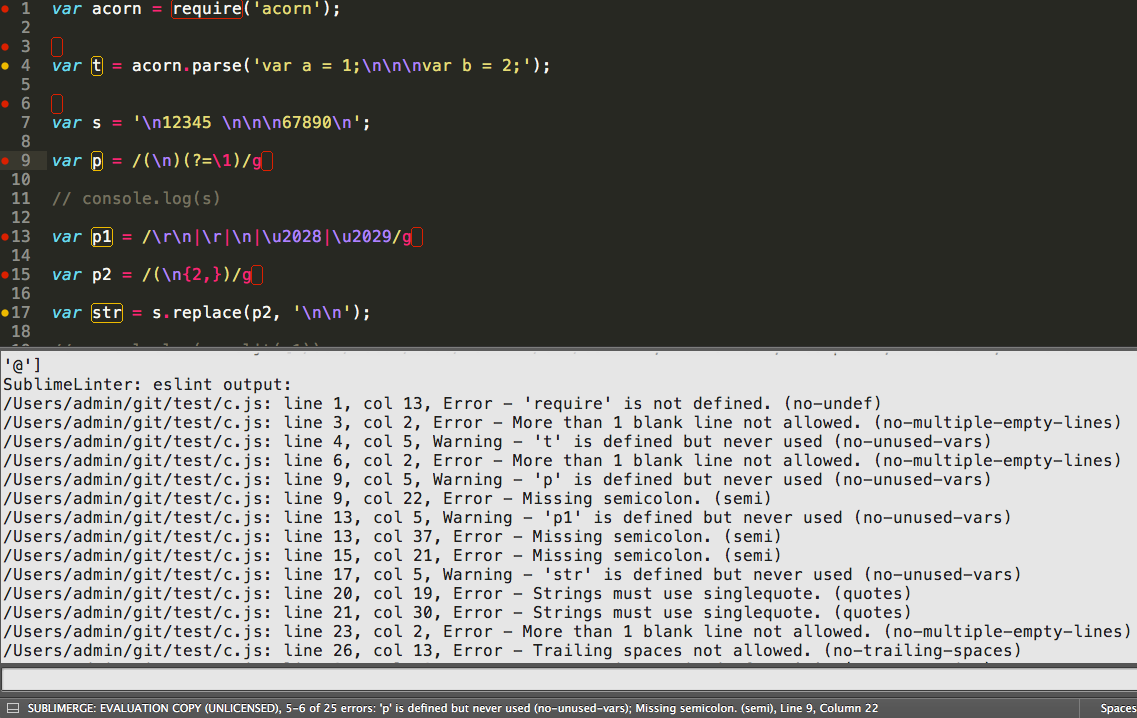 1 var acorn = require('acorn');
2
3
4 var t = acorn.parse('var a = 1;\n\n\nvar b = 2;');
5
6
7 var s = '\n12345 \n\n\n67890\n';
8
9 var p = /(\n)(?=\1)/g
10
11 // console.log(s)
12
13 var p1 = /\r\n|\r|\n|\u2028|\u2029/g
14
15 var p2 = /(\n{2,})/g
16
17 var str = s.replace(p2, '\n\n');
18
'@']
SublimeLinter: eslint output:
/Users/admin/git/test/c.js: line 1, col 13, Error – 'require' is not defined. (no-undef)
/Users/admin/git/test/c.js: line 3, col 2, Error – More than 1 blank line not allowed. (no-multiple-empty-lines)
/Users/admin/git/test/c.js: line 4, col 5, Warning – 't' is defined but never used (no-unused-vars)
/Users/admin/git/test/c.js: line 6, col 2, Error – More than 1 blank line not allowed. (no-multiple-empty-lines)
/Users/admin/git/test/c.js: line 9, col 5, Warning – 'p' is defined but never used (no-unused-vars)
/Users/admin/git/test/c.js: line 9, col 22, Error – Missing semicolon. (semi)
/Users/admin/git/test/c.js: line 13, col 5, Warning – 'p1' is defined but never used (no-unused-vars)
/Users/admin/git/test/c.js: line 13, col 37, Error – Missing semicolon. (semi)
/Users/admin/git/test/c.js: line 15, col 21, Error – Missing semicolon. (semi)
/Users/admin/git/test/c.js: line 17, col 5, Warning – 'str' is defined but never used (no-unused-vars)
/Users/admin/git/test/c.js: line 20, col 19, Error – Strings must use singlequote. (quotes)
/Users/admin/git/test/c.js: line 21, col 30, Error – Strings must use singlequote. (quotes)
/Users/admin/git/test/c.js: line 23, col 2, Error – More than 1 blank line not allowed. (no-multiple-empty-lines)
/Users/admin/git/test/c.js: line 26, col 13, Error – Trailing spaces not allowed. (no-trailing-spaces)
SUBLIMERGE: EVALUATION COPY (UNLICENSED), 5-6 of 25 errors: 'p' is defined but never used (no-unused-vars); Missing semicolon. (semi), Line 9, Column 22
Spaces